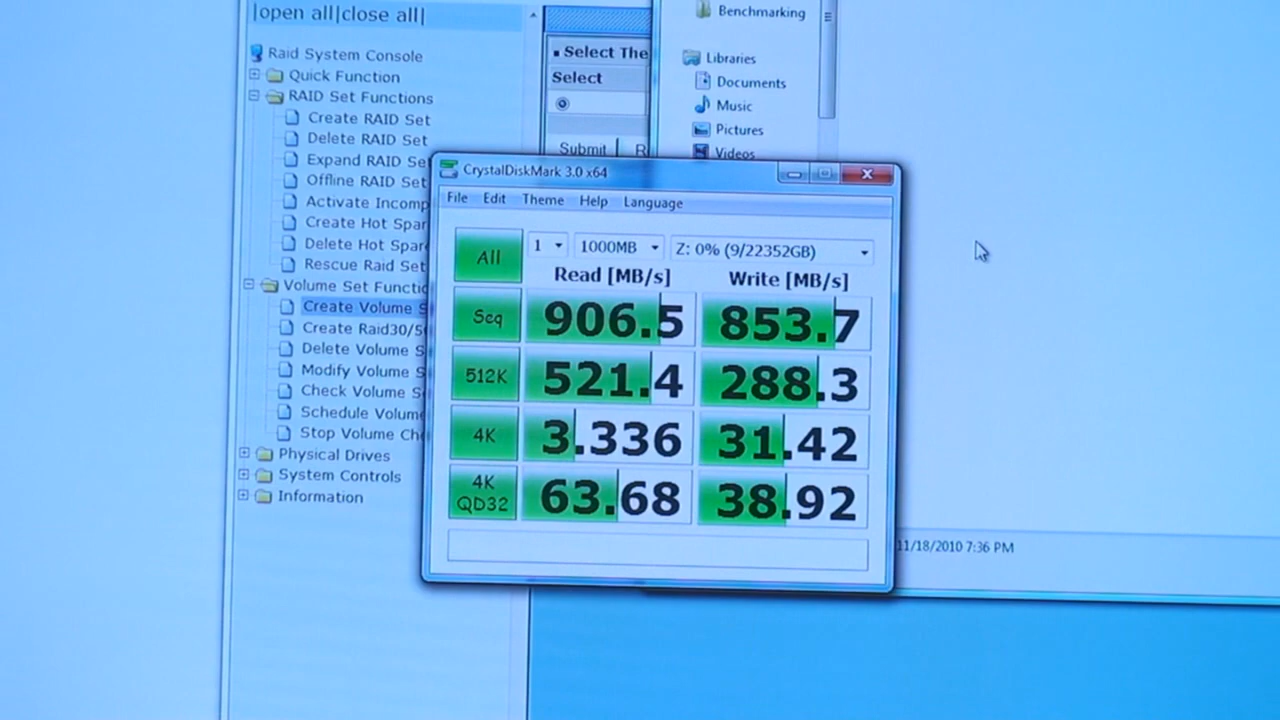 |open all|close all|
Raid System Console
Quick Function
RAID Set Functions
Create RAID Set
Delete RAID Set
Expand RAID Se
Offline RAID Set
Activate Incomp
Create Hot Spar
Delete Hot Spar
Rescue Raid Set
Volume Set Functio
Create Volume S
Create Raid30/5
Delete Volume S
Modify Volume S
Check Volume S
Schedule Volum
Stop Volume Ch
Physical Drives
System Controls
Information
Select The
Select
Submit R
Benchmarking
Libraries
Documents
Music
Pictures
Videos
CrystalDiskMark 3.0 x64
File Edit Theme Help Language
All 1 1000MB Z: 0% (9/22352GB)
Read [MB/s] Write [MB/s]
Seq 906.5 853.7
512K 521.4 288.3
4K 3.336 31.42
4K QD32 63.68 38.92
11/18/2010 7:36 PM